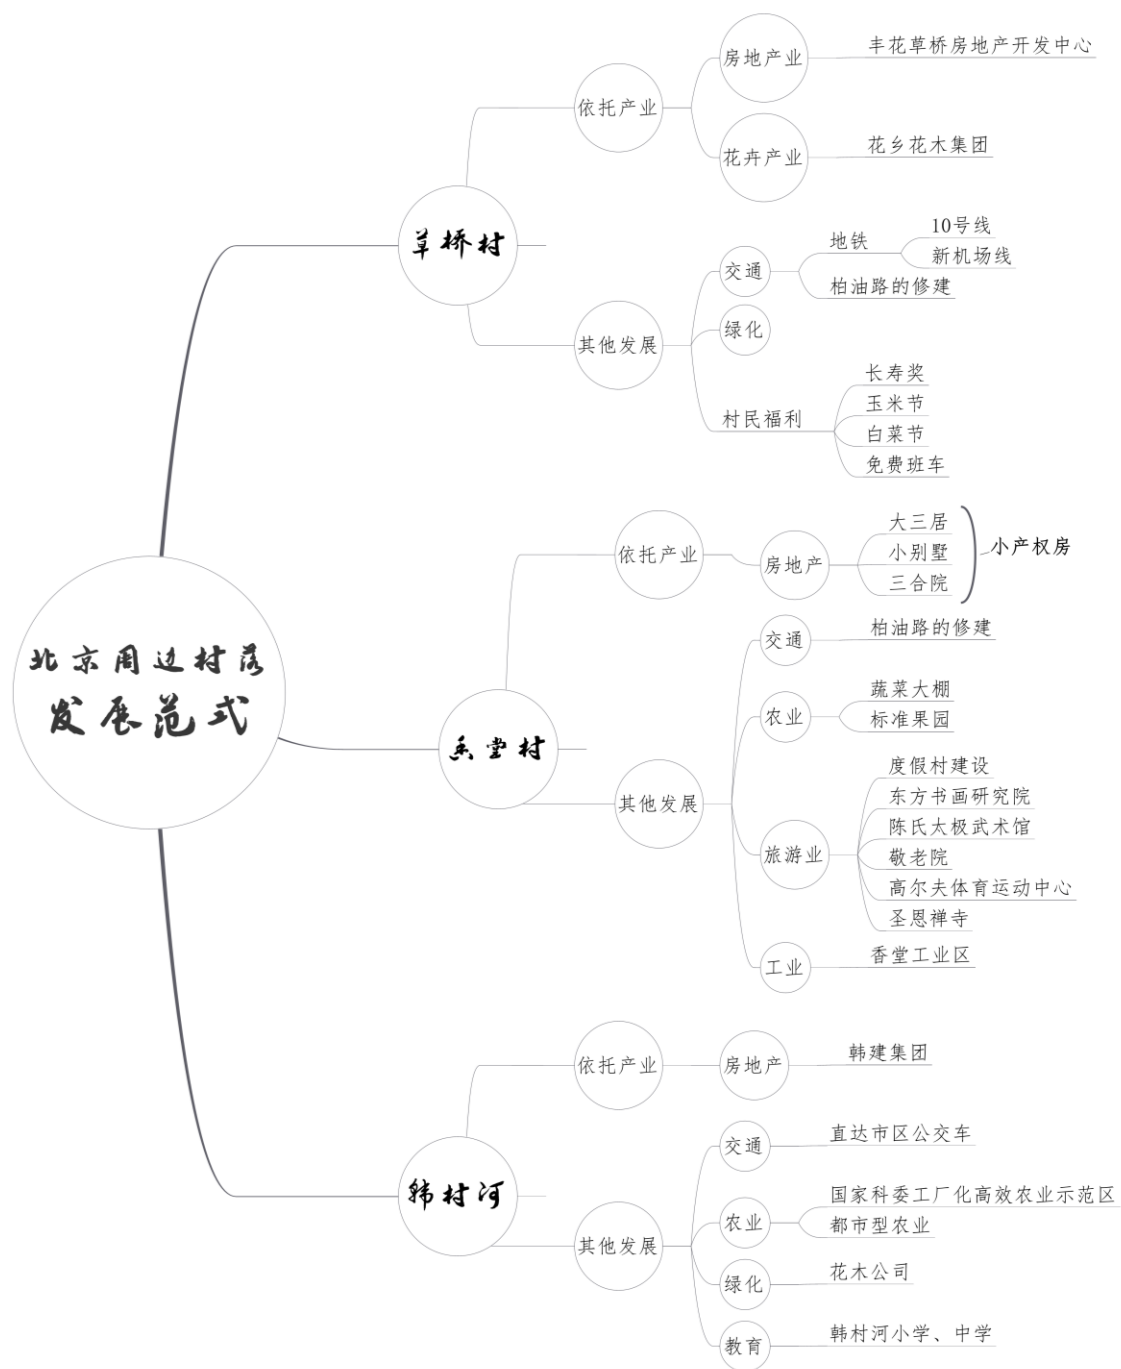 北京周边村落
发展范式
草桥村
依托产业
房地产业
丰花草桥房地产开发中心
花卉产业
花乡花木集团
其他发展
交通
地铁
10号线
新机场线
柏油路的修建
绿化
村民福利
长寿奖
玉米节
白菜节
免费班车
香堂村
依托产业
房地产
大三居
小别墅
三合院
小产权房
其他发展
交通
柏油路的修建
农业
蔬菜大棚
标准果园
旅游业
度假村建设
东方书画研究院
陈氏太极武术馆
敬老院
高尔夫体育运动中心
圣恩禅寺
工业
香堂工业区
韩村河
依托产业
房地产
韩建集团
其他发展
交通
直达市区公交车
农业
国家科委工厂化高效农业示范区
都市型农业
绿化
花木公司
教育
韩村河小学、中学